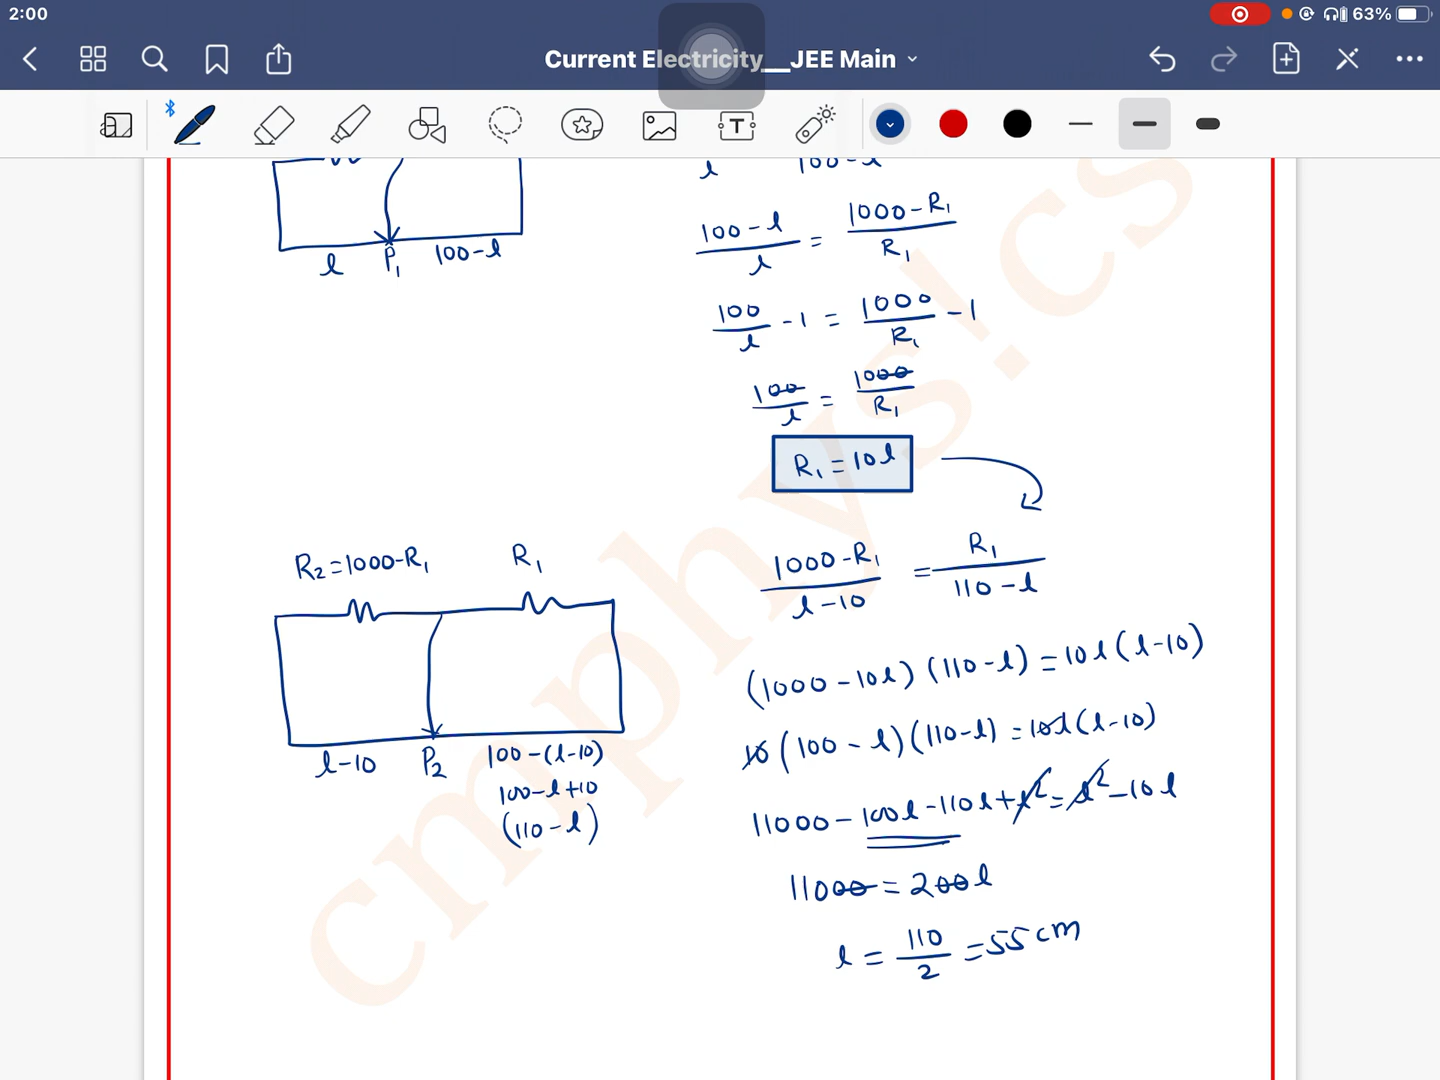 2:00
63%
Current Electricity__JEE Main
T
l 100-l
l P₁ 100-l
(100-l)/l = (1000-R₁)/R₁
100/l - 1 = 1000/R₁ - 1
100/l = 1000/R₁
R₁ = 10l
R₂ = 1000-R₁ R₁
l-10 P₂ 100-(l-10)
100-l+10
(110-l)
(1000-R₁)/(l-10) = R₁/(110-l)
(1000-10l)(110-l) = 10l(l-10)
10(100-l)(110-l) = 10l(l-10)
11000-100l-110l+l² = l²-10l
11000 = 200l
l = 110/2 = 55 cm
cmphys!cs